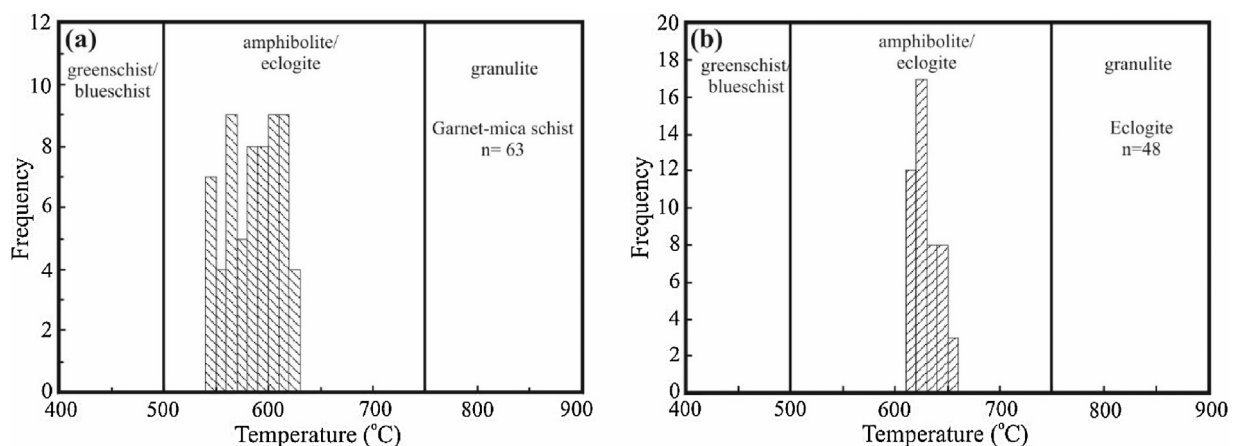 (a)
12
10
8
6
4
2
0
Frequency
greenschist/
blueschist
amphibolite/
eclogite
granulite
Garnet-mica schist
n= 63
400
500
600
700
800
900
Temperature (°C)
(b)
20
18
16
14
12
10
8
6
4
2
0
Frequency
greenschist/
blueschist
amphibolite/
eclogite
granulite
Eclogite
n=48
400
500
600
700
800
900
Temperature (°C)